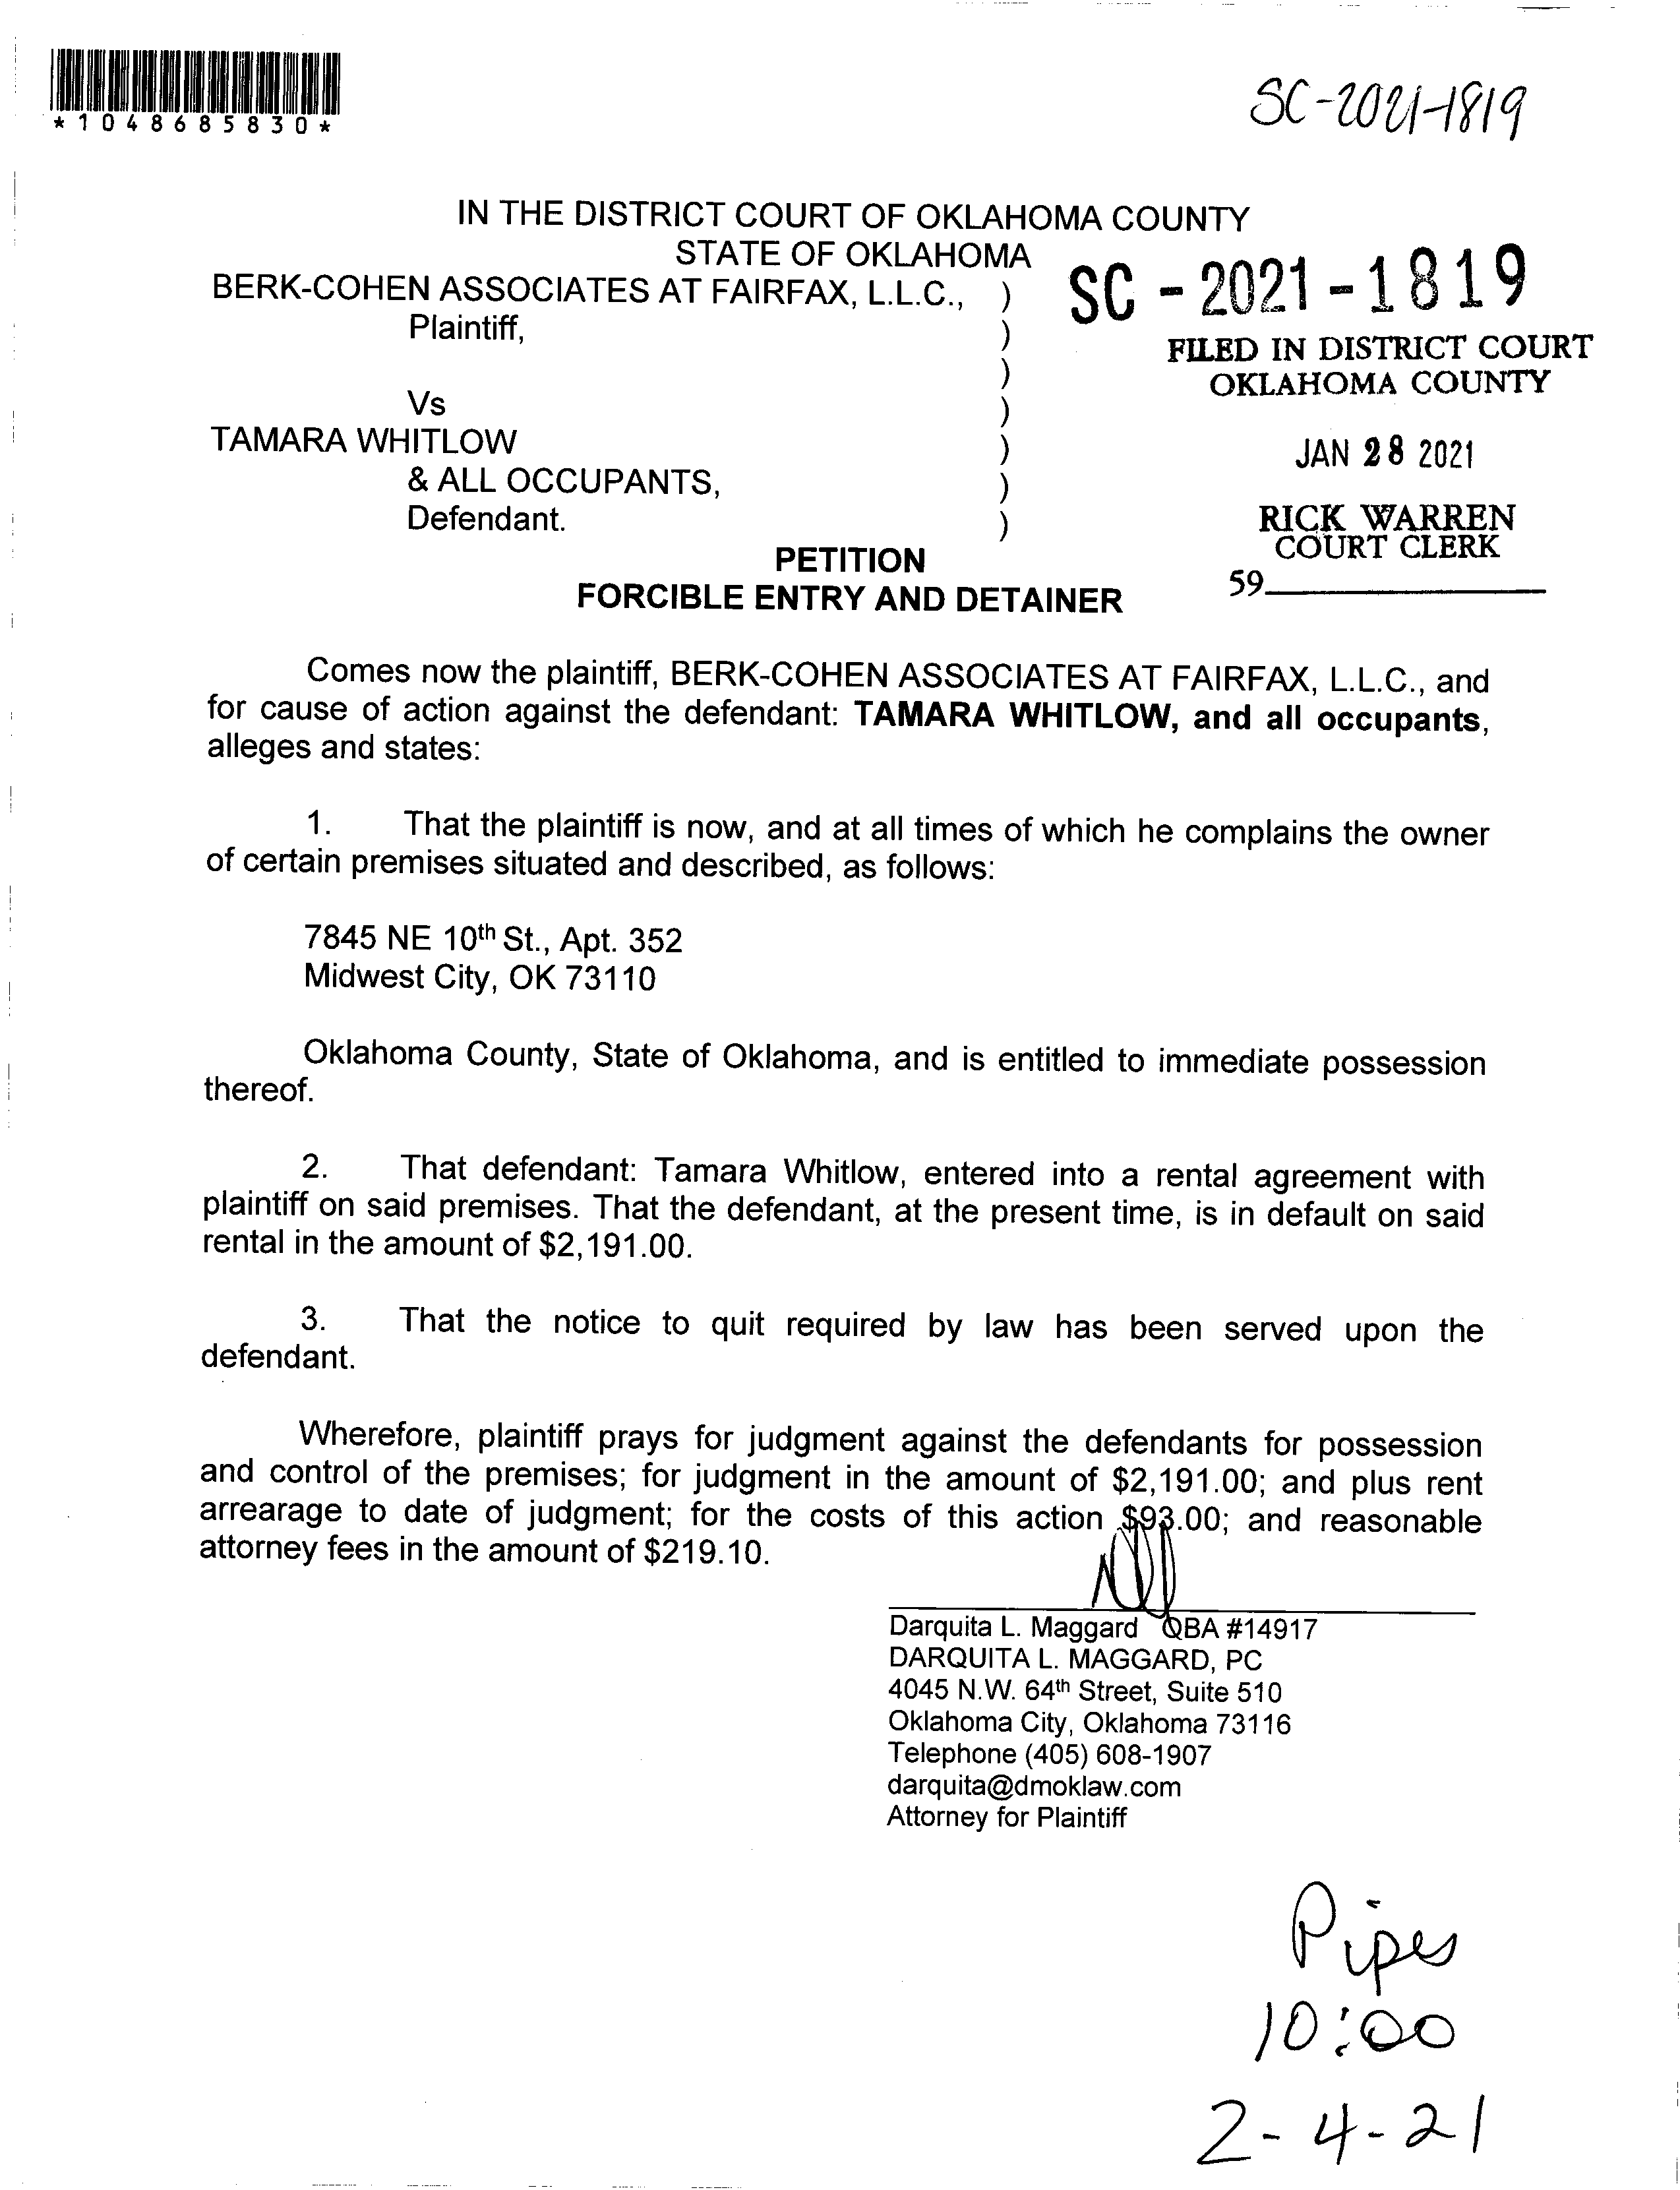 *1048685830*
SC-2021-1819
IN THE DISTRICT COURT OF OKLAHOMA COUNTY
STATE OF OKLAHOMA
BERK-COHEN ASSOCIATES AT FAIRFAX, L.L.C., )
Plaintiff, )
)
Vs )
TAMARA WHITLOW )
& ALL OCCUPANTS, )
Defendant. )
SC - 2021 - 1819
FILED IN DISTRICT COURT
OKLAHOMA COUNTY
JAN 28 2021
RICK WARREN
COURT CLERK
59
PETITION
FORCIBLE ENTRY AND DETAINER
Comes now the plaintiff, BERK-COHEN ASSOCIATES AT FAIRFAX, L.L.C., and
for cause of action against the defendant: TAMARA WHITLOW, and all occupants,
alleges and states:
1. That the plaintiff is now, and at all times of which he complains the owner
of certain premises situated and described, as follows:
7845 NE 10th St., Apt. 352
Midwest City, OK 73110
Oklahoma County, State of Oklahoma, and is entitled to immediate possession
thereof.
2. That defendant: Tamara Whitlow, entered into a rental agreement with
plaintiff on said premises. That the defendant, at the present time, is in default on said
rental in the amount of $2,191.00.
3. That the notice to quit required by law has been served upon the
defendant.
Wherefore, plaintiff prays for judgment against the defendants for possession
and control of the premises; for judgment in the amount of $2,191.00; and plus rent
arrearage to date of judgment; for the costs of this action $93.00; and reasonable
attorney fees in the amount of $219.10.
Darquita L. Maggard OBA #14917
DARQUITA L. MAGGARD, PC
4045 N.W. 64th Street, Suite 510
Oklahoma City, Oklahoma 73116
Telephone (405) 608-1907
darquita@dmoklaw.com
Attorney for Plaintiff
Pipes
10:00
2-4-21